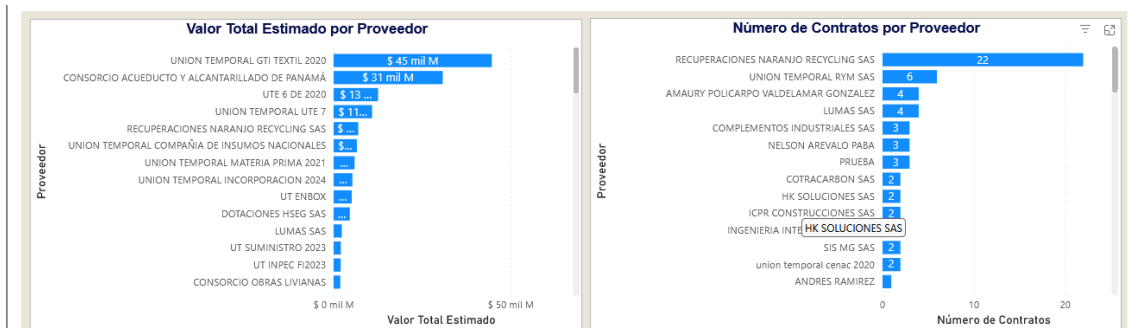 Valor Total Estimado por Proveedor
UNION TEMPORAL GTI TEXTIL 2020 $ 45 mil M
CONSORCIO ACUEDUCTO Y ALCANTARILLADO DE PANAMÁ $ 31 mil M
UTE 6 DE 2020 $ 13 ...
UNION TEMPORAL UTE 7 $ 11...
RECUPERACIONES NARANJO RECYCLING SAS $ ...
UNION TEMPORAL COMPAÑIA DE INSUMOS NACIONALES $...
UNION TEMPORAL MATERIA PRIMA 2021 ...
UNION TEMPORAL INCORPORACION 2024 ...
UT ENBOX ...
DOTACIONES HSEG SAS ...
LUMAS SAS
UT SUMINISTRO 2023
UT INPEC FI2023
CONSORCIO OBRAS LIVIANAS
Proveedor
$ 0 mil M $ 50 mil M
Valor Total Estimado
Número de Contratos por Proveedor
RECUPERACIONES NARANJO RECYCLING SAS 22
UNION TEMPORAL RYM SAS 6
AMAURY POLICARPO VALDELAMAR GONZALEZ 4
LUMAS SAS 4
COMPLEMENTOS INDUSTRIALES SAS 3
NELSON AREVALO PABA 3
PRUEBA 3
COTRACARBON SAS 2
HK SOLUCIONES SAS 2
ICPR CONSTRUCCIONES SAS 2
INGENIERIA INTE
HK SOLUCIONES SAS
SIS MG SAS 2
union temporal cenac 2020 2
ANDRES RAMIREZ
Proveedor
0 10 20
Número de Contratos